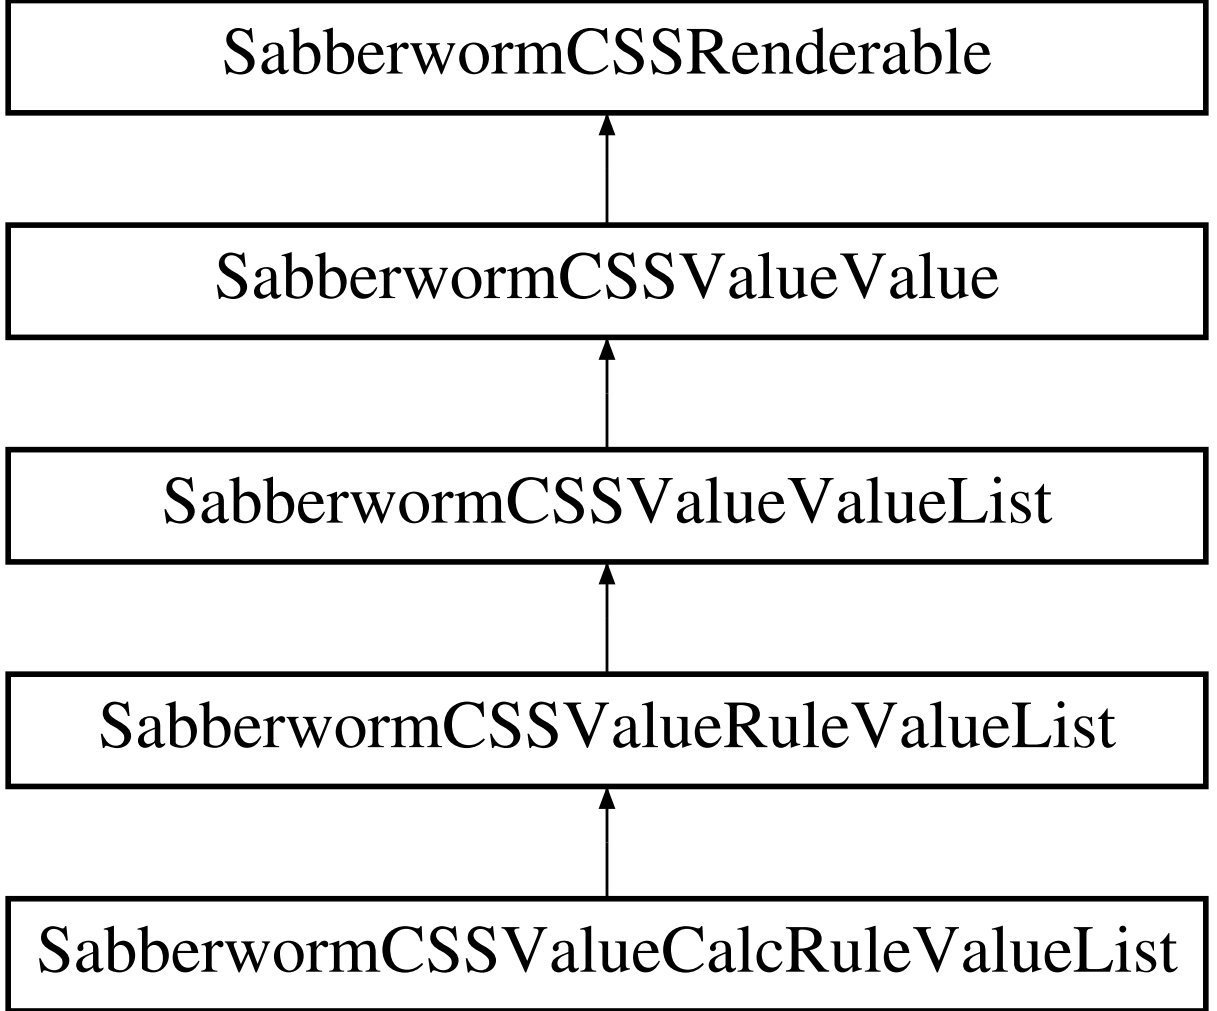 SabberwormCSSRenderable
SabberwormCSSValueValue
SabberwormCSSValueValueList
SabberwormCSSValueRuleValueList
SabberwormCSSValueCalcRuleValueList